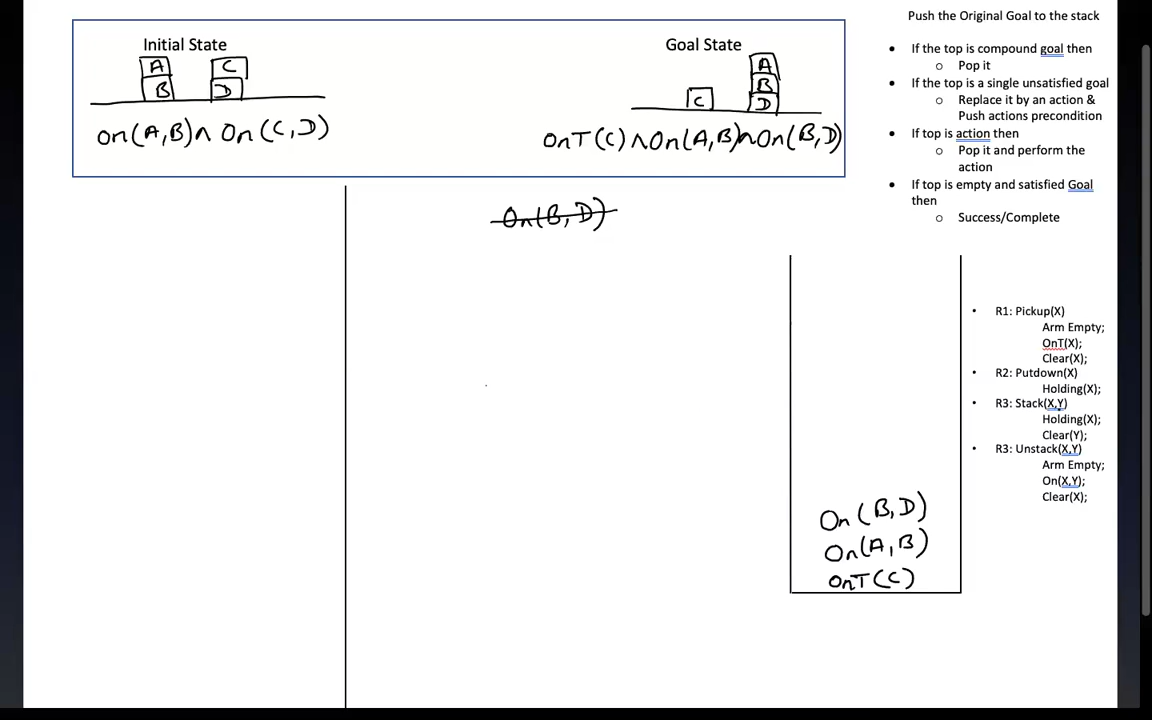 Initial State
A
B
C
D
On(A,B)∧ On(C,D)
Goal State
A
B
D
C
OnT(C)∧On(A,B)∧On(B,D)
Push the Original Goal to the stack
• If the top is compound goal then
o Pop it
• If the top is a single unsatisfied goal
o Replace it by an action &
Push actions precondition
• If top is action then
o Pop it and perform the
action
• If top is empty and satisfied Goal
then
o Success/Complete
On(B,D)
On(B,D)
On(A,B)
OnT(C)
• R1: Pickup(X)
Arm Empty;
OnT(X);
Clear(X);
• R2: Putdown(X)
Holding(X);
• R3: Stack(X,Y)
Holding(X);
Clear(Y);
• R3: Unstack(X,Y)
Arm Empty;
On(X,Y);
Clear(X);